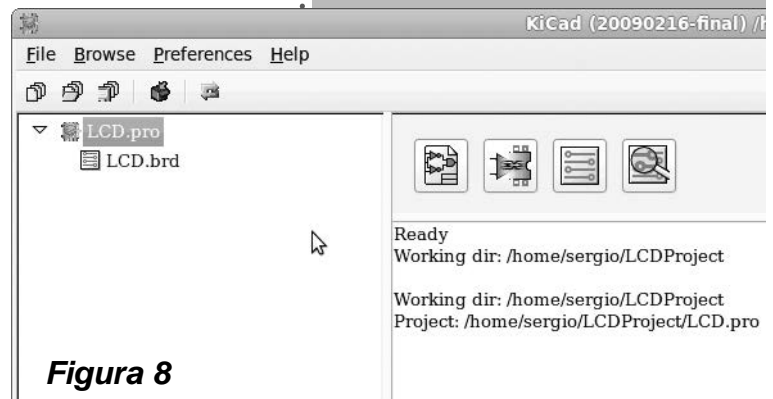 KiCad (20090216-final) /h
File Browse Preferences Help
LCD.pro
LCD.brd
Ready
Working dir: /home/sergio/LCDProject
Working dir: /home/sergio/LCDProject
Project: /home/sergio/LCDProject/LCD.pro
Figura 8